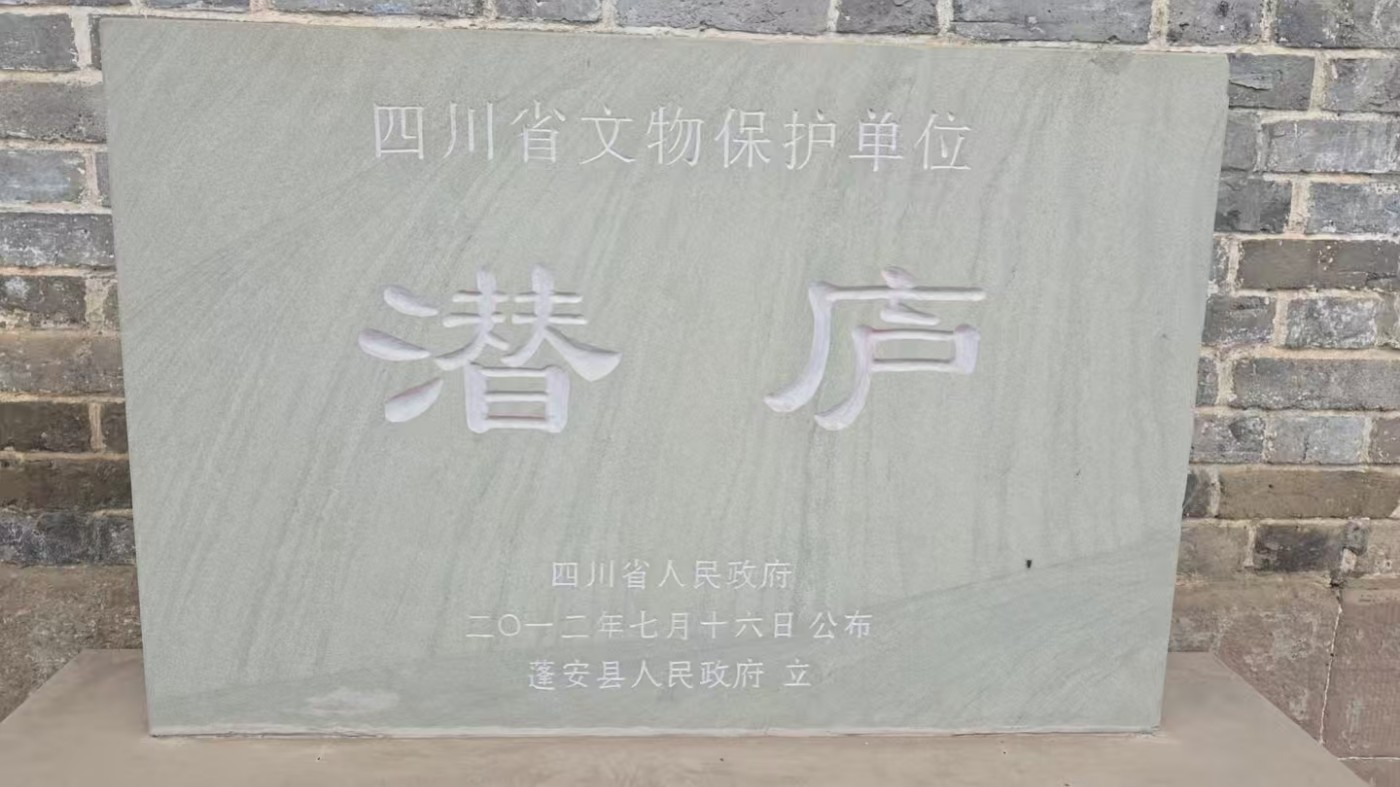 四川省文物保护单位
潜庐
四川省人民政府
二〇一二年七月十六日 公布
蓬安县人民政府 立